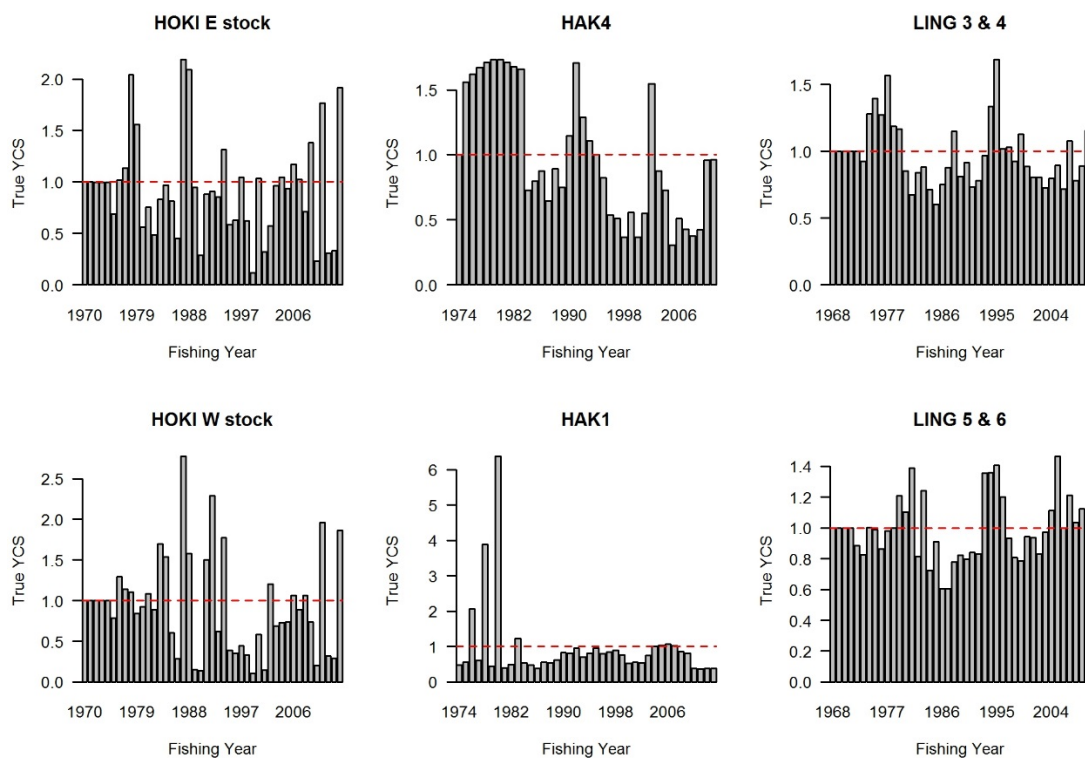 HOKI E stock
True YCS
2.0
1.5
1.0
0.5
0.0
1970 1979 1988 1997 2006
Fishing Year
HAK4
True YCS
1.5
1.0
0.5
0.0
1974 1982 1990 1998 2006
Fishing Year
LING 3 & 4
True YCS
1.5
1.0
0.5
0.0
1968 1977 1986 1995 2004
Fishing Year
HOKI W stock
True YCS
2.5
2.0
1.5
1.0
0.5
0.0
1970 1979 1988 1997 2006
Fishing Year
HAK1
True YCS
6
5
4
3
2
1
0
1974 1982 1990 1998 2006
Fishing Year
LING 5 & 6
True YCS
1.4
1.2
1.0
0.8
0.6
0.4
0.2
0.0
1968 1977 1986 1995 2004
Fishing Year